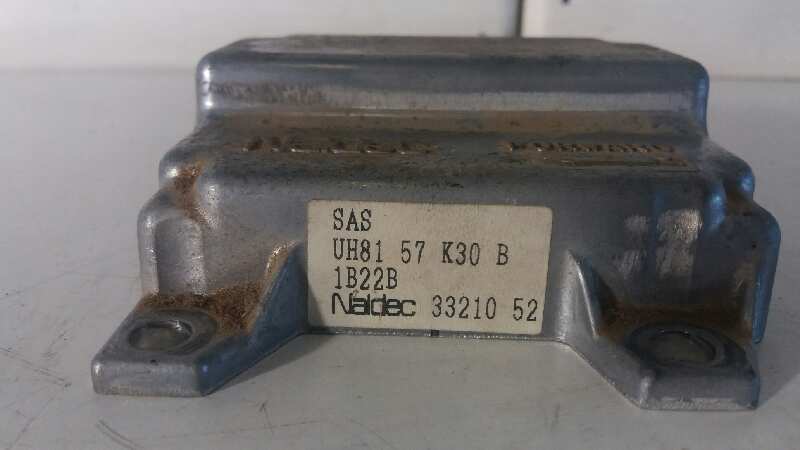 SAS
UH81 57 K30 B
1B22B
Naldec 33210 52